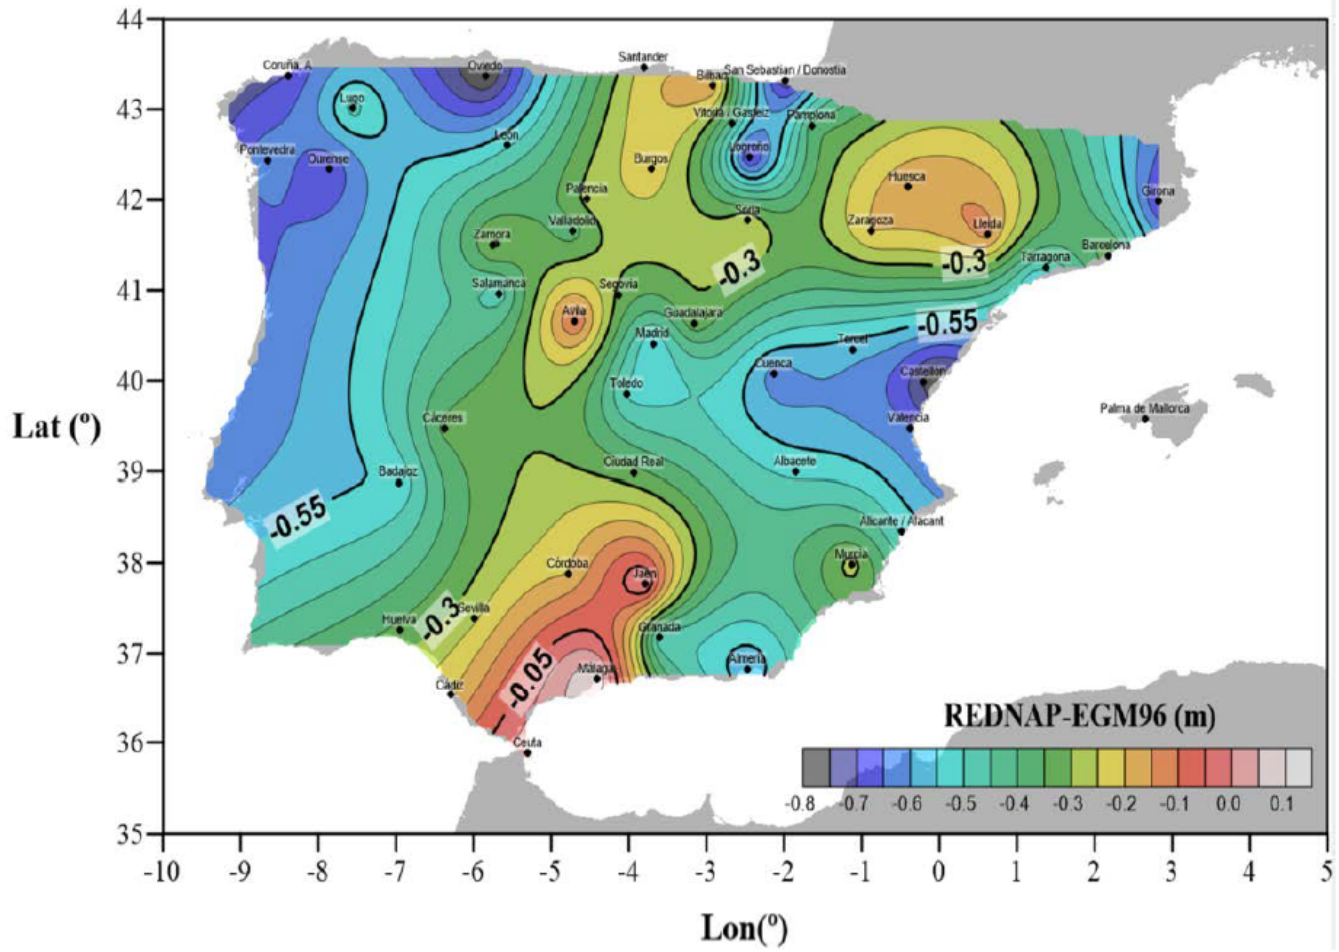 44
Santander
Coruña, A
Oviedo
San Sebastian / Donostia
Bilbao
Lugo
43
Vitoria / Gasteiz
Pamplona
León
Pontevedra
Ourense
Logroño
Burgos
Huesca
Girona
42
Palencia
Soria
Valladolid
Zaragoza
Lleida
Zamora
Barcelona
Tarragona
-0.3
-0.3
41
Salamanca
Segovia
Avila
Guadalajara
-0.55
Madrid
Teruel
Cuenca
Castellon
40
Toledo
Palma de Mallorca
Lat (º)
Cáceres
Valencia
39
Badajoz
Ciudad Real
Albacete
-0.55
Alicante / Alacant
38
Córdoba
Jaén
Murcia
Huelva
-0.3
Sevilla
Granada
37
Málaga
Almería
-0.05
Cádiz
REDNAP-EGM96 (m)
36
Ceuta
-0.8 -0.7 -0.6 -0.5 -0.4 -0.3 -0.2 -0.1 0.0 0.1
35
-10 -9 -8 -7 -6 -5 -4 -3 -2 -1 0 1 2 3 4 5
Lon(º)